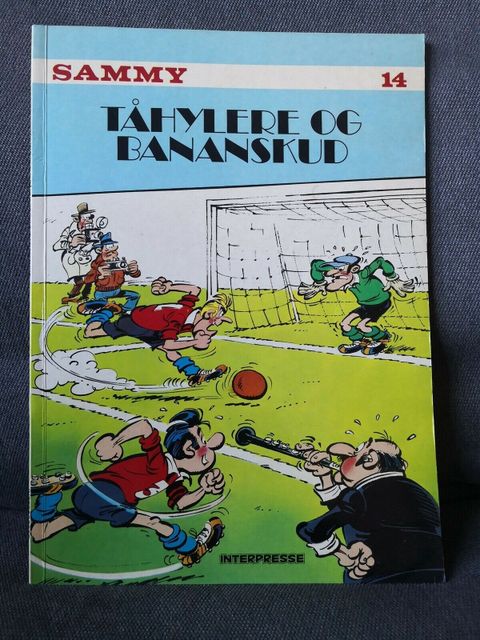 SAMMY
14
TÅHYLERE OG
BANANSKUD
INTERPRESSE